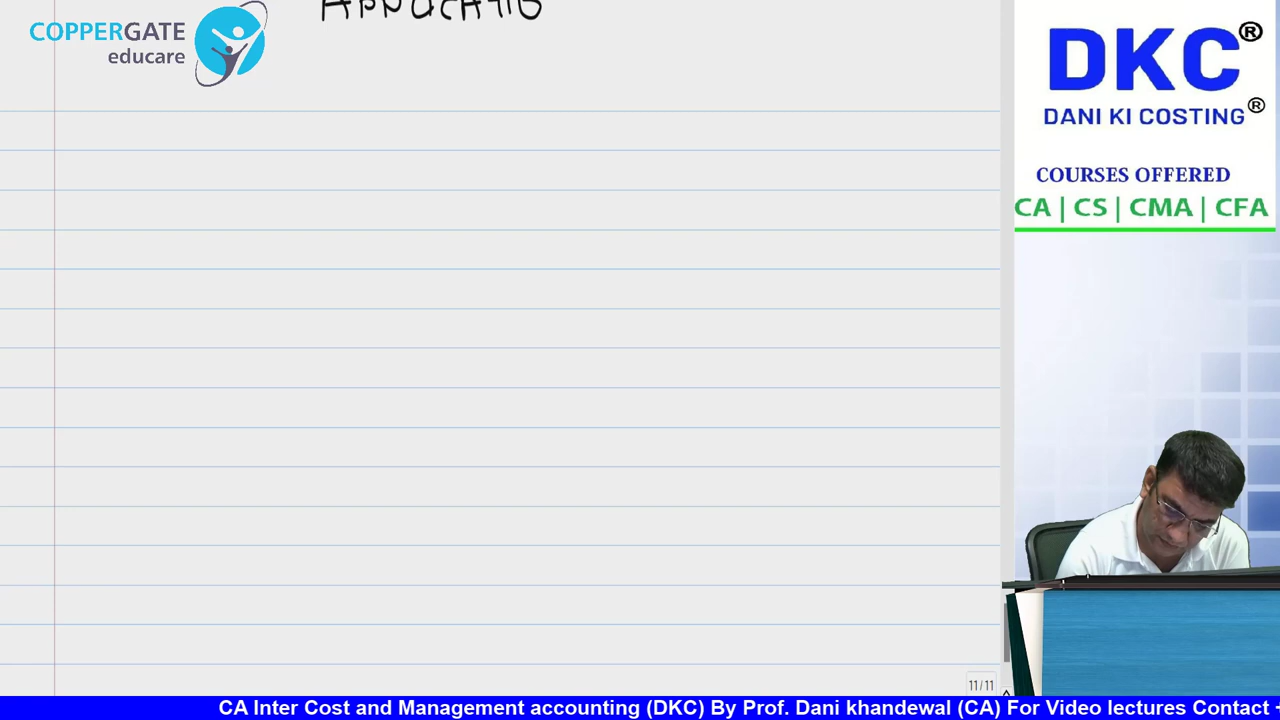 COPPERGATE
educare
DKC®
DANI KI COSTING®
COURSES OFFERED
CA | CS | CMA | CFA
11/11
CA Inter Cost and Management accounting (DKC) By Prof. Dani khandewal (CA) For Video lectures Contact -